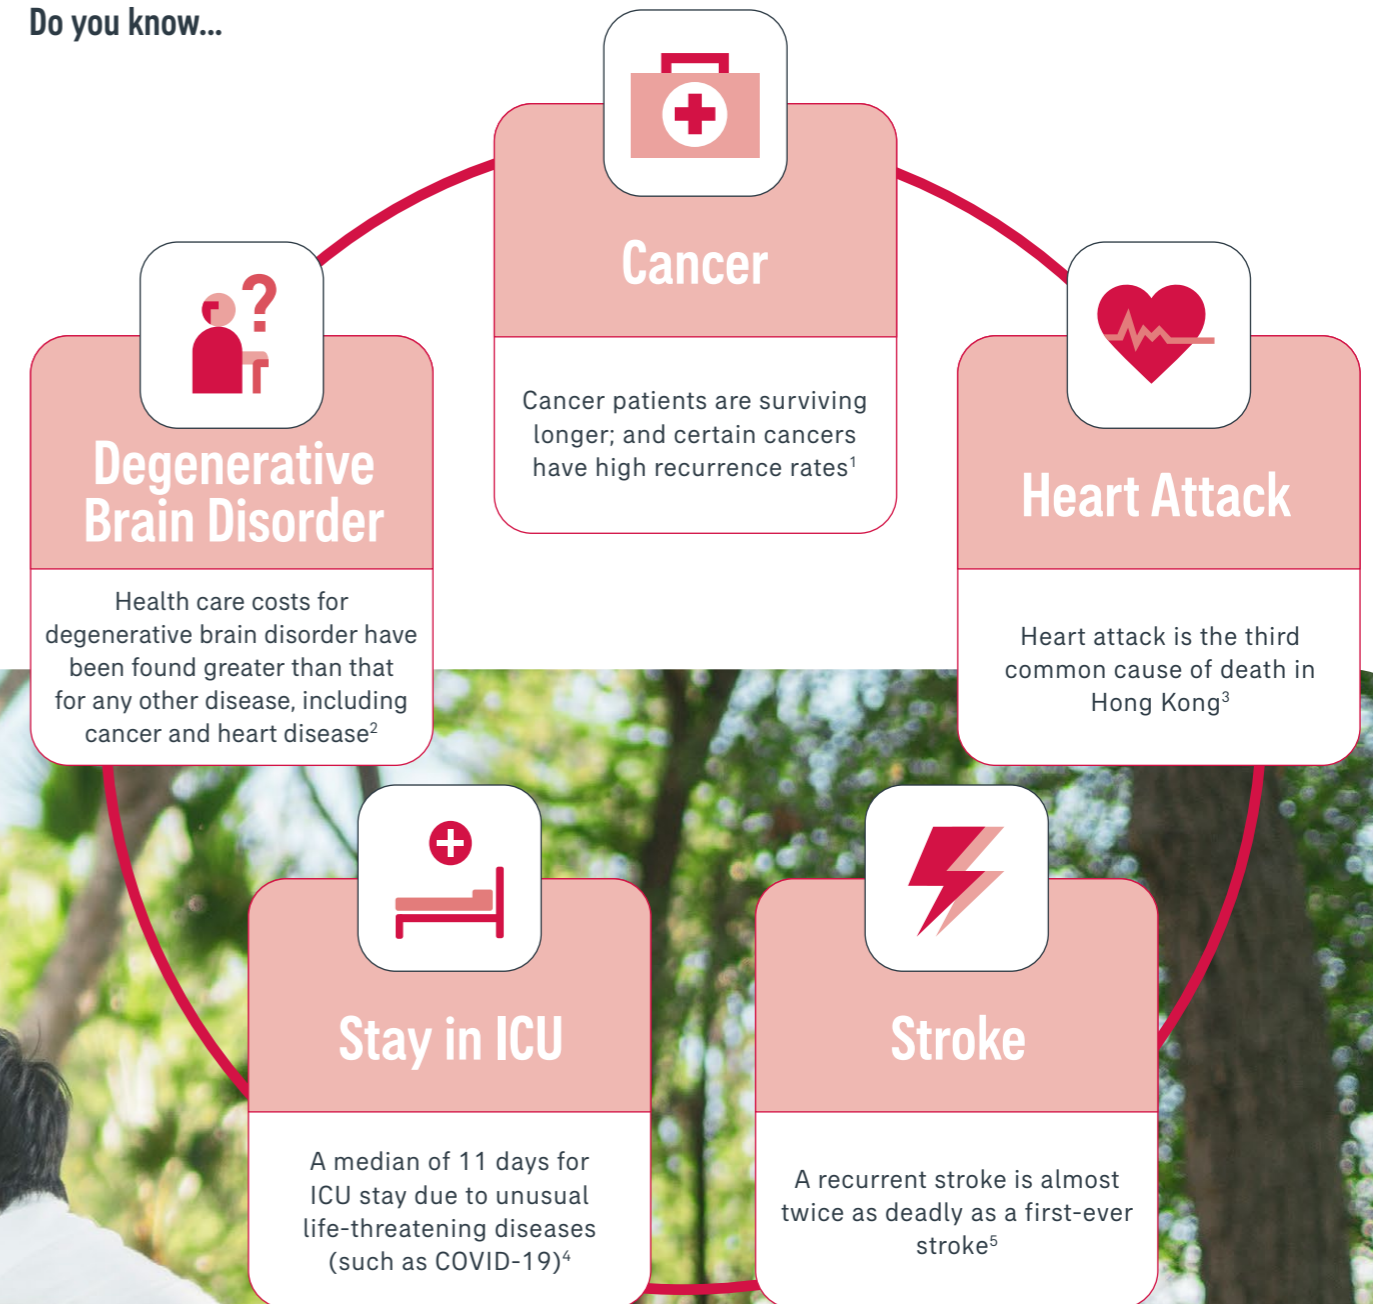 Do you know...
Cancer
Cancer patients are surviving
longer; and certain cancers
have high recurrence rates¹
Degenerative
Brain Disorder
Health care costs for
degenerative brain disorder have
been found greater than that
for any other disease, including
cancer and heart disease²
Heart Attack
Heart attack is the third
common cause of death in
Hong Kong³
Stay in ICU
A median of 11 days for
ICU stay due to unusual
life-threatening diseases
(such as COVID-19)⁴
Stroke
A recurrent stroke is almost
twice as deadly as a first-ever
stroke⁵